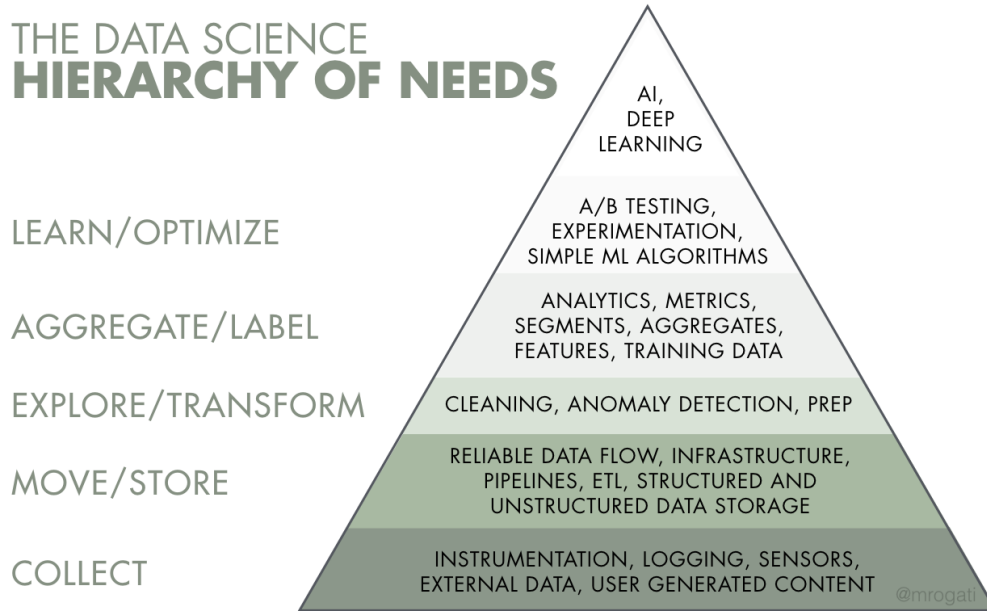 THE DATA SCIENCE
HIERARCHY OF NEEDS
AI,
DEEP
LEARNING
LEARN/OPTIMIZE
A/B TESTING,
EXPERIMENTATION,
SIMPLE ML ALGORITHMS
AGGREGATE/LABEL
ANALYTICS, METRICS,
SEGMENTS, AGGREGATES,
FEATURES, TRAINING DATA
EXPLORE/TRANSFORM
CLEANING, ANOMALY DETECTION, PREP
MOVE/STORE
RELIABLE DATA FLOW, INFRASTRUCTURE,
PIPELINES, ETL, STRUCTURED AND
UNSTRUCTURED DATA STORAGE
COLLECT
INSTRUMENTATION, LOGGING, SENSORS,
EXTERNAL DATA, USER GENERATED CONTENT
@mrogati